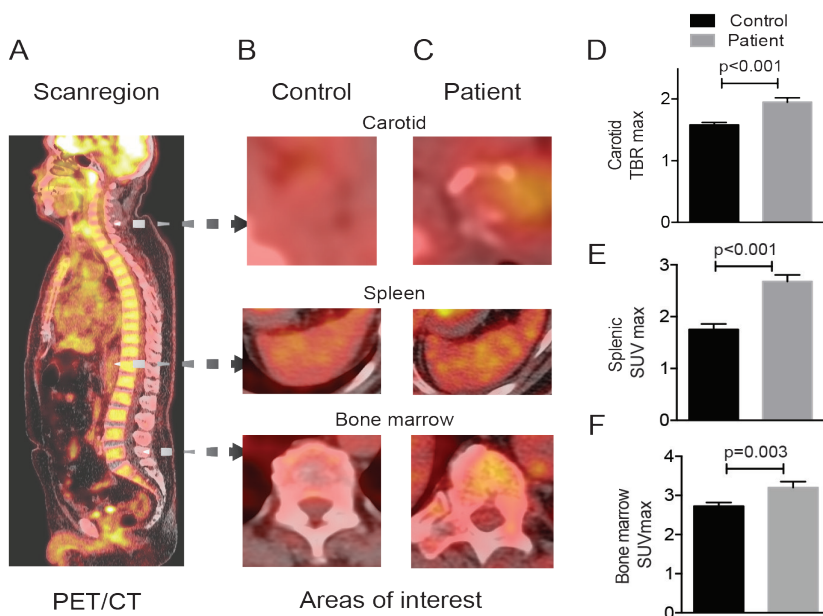 A
Scanregion
PET/CT
B
Control
C
Patient
Carotid
Spleen
Bone marrow
Areas of interest
Control
Patient
D
p<0.001
Carotid
TBR max
2
1
0
E
p<0.001
Splenic
SUV max
3
2
1
0
F
p=0.003
Bone marrow
SUVmax
4
3
2
1
0